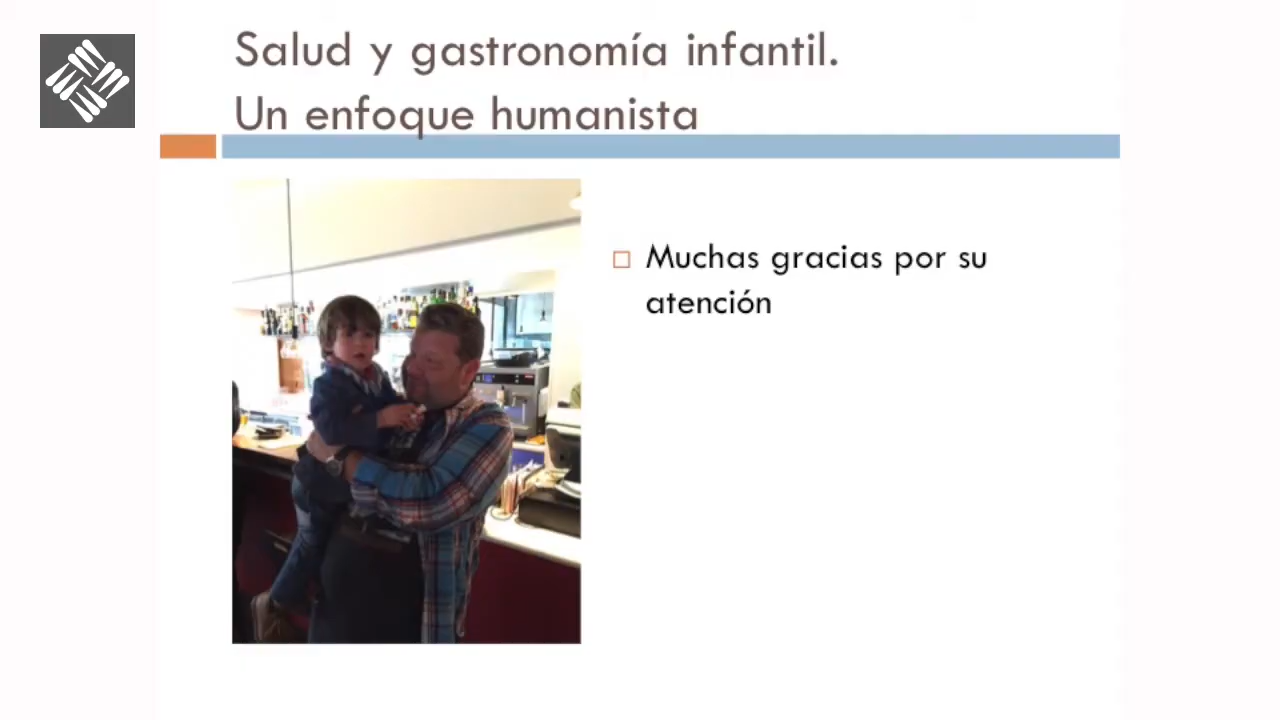 Salud y gastronomía infantil.
Un enfoque humanista
Muchas gracias por su
atención